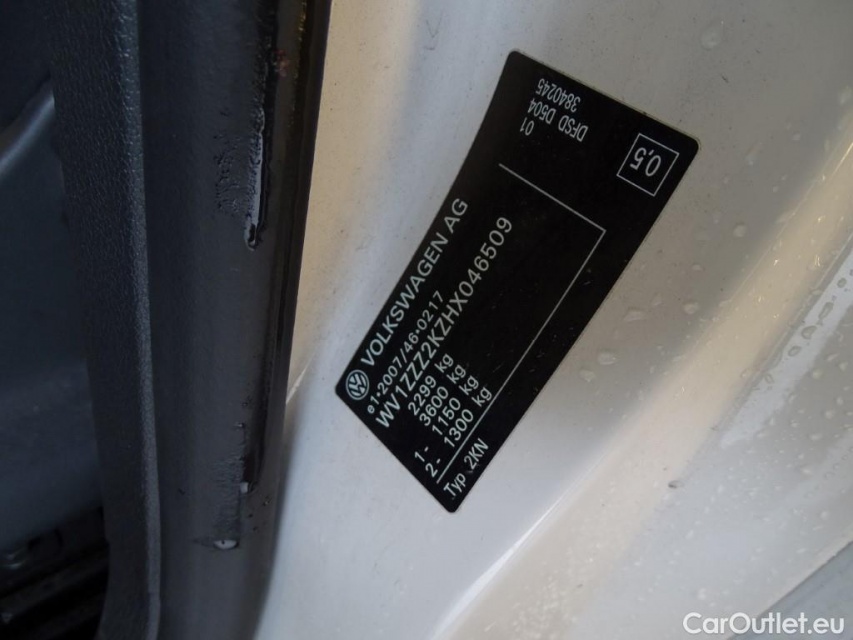 VOLKSWAGEN AG
e1*2007/46*0217
WV1ZZZ2KZHX046509
2299 kg
3600 kg
1- 1150 kg
2- 1300 kg
Typ 2KN
01
DFSD D504
3840245
0,5
CarOutlet.eu